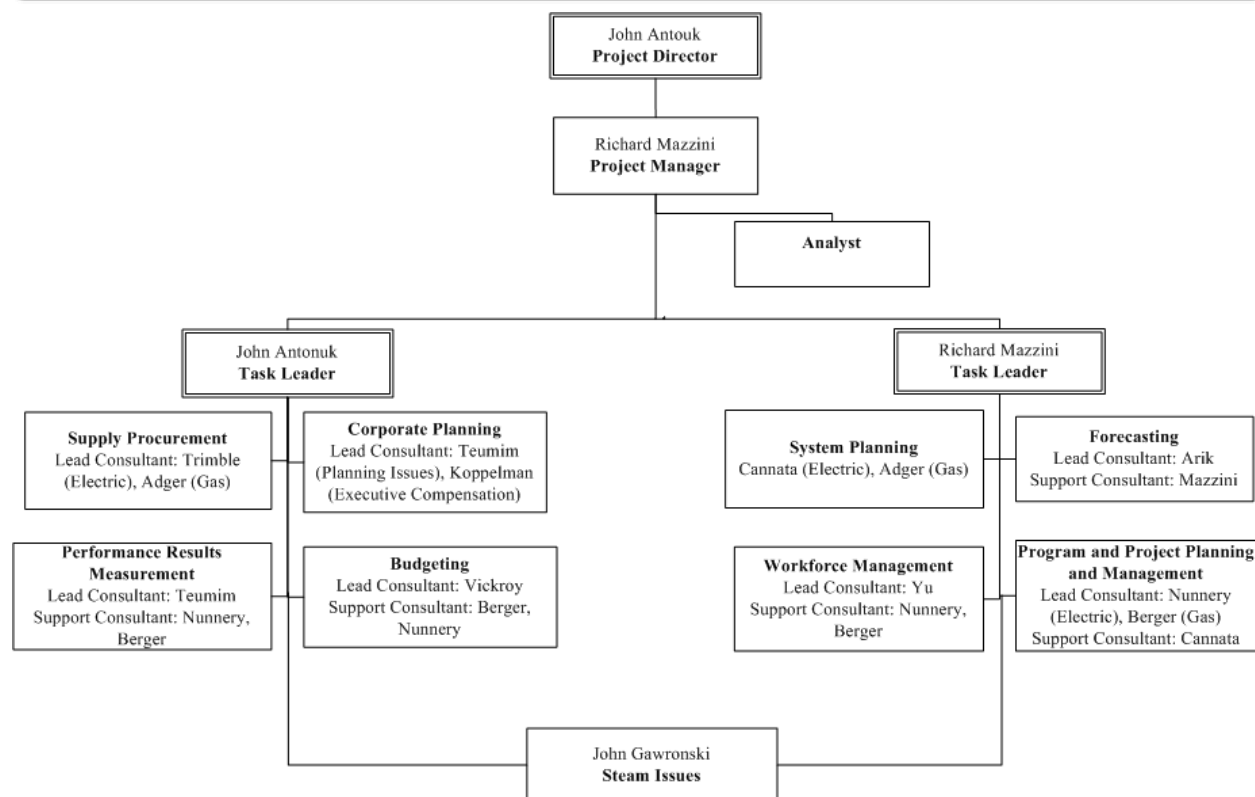 John Antouk
Project Director
Richard Mazzini
Project Manager
Analyst
John Antonuk
Task Leader
Richard Mazzini
Task Leader
Supply Procurement
Lead Consultant: Trimble
(Electric), Adger (Gas)
Corporate Planning
Lead Consultant: Teumim
(Planning Issues), Koppelman
(Executive Compensation)
System Planning
Cannata (Electric), Adger (Gas)
Forecasting
Lead Consultant: Arik
Support Consultant: Mazzini
Performance Results
Measurement
Lead Consultant: Teumim
Support Consultant: Nunnery,
Berger
Budgeting
Lead Consultant: Vickroy
Support Consultant: Berger,
Nunnery
Workforce Management
Lead Consultant: Yu
Support Consultant: Nunnery,
Berger
Program and Project Planning
and Management
Lead Consultant: Nunnery
(Electric), Berger (Gas)
Support Consultant: Cannata
John Gawronski
Steam Issues